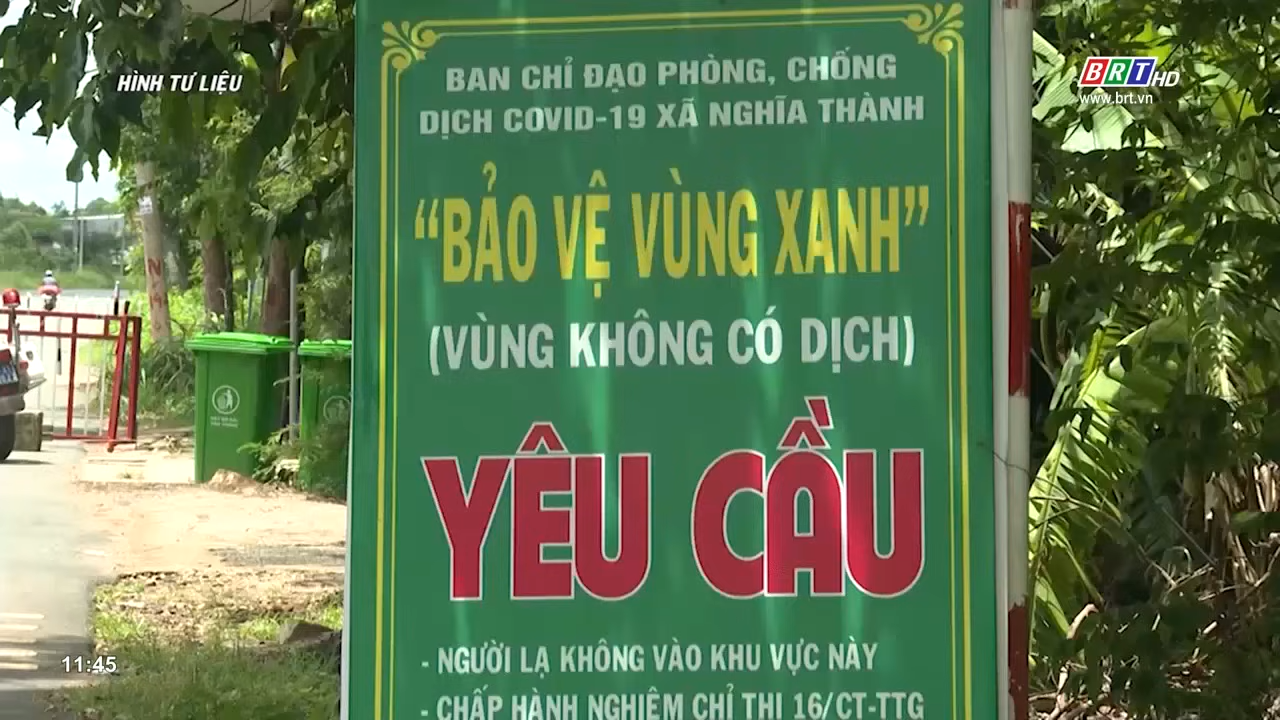 HÌNH TƯ LIỆU
BRT HD
www.brt.vn
BAN CHỈ ĐẠO PHÒNG, CHỐNG
DỊCH COVID-19 XÃ NGHĨA THÀNH
“BẢO VỆ VÙNG XANH”
(VÙNG KHÔNG CÓ DỊCH)
YÊU CẦU
- NGƯỜI LẠ KHÔNG VÀO KHU VỰC NÀY
- CHẤP HÀNH NGHIÊM CHỈ THỊ 16/CT-TTG
11:45